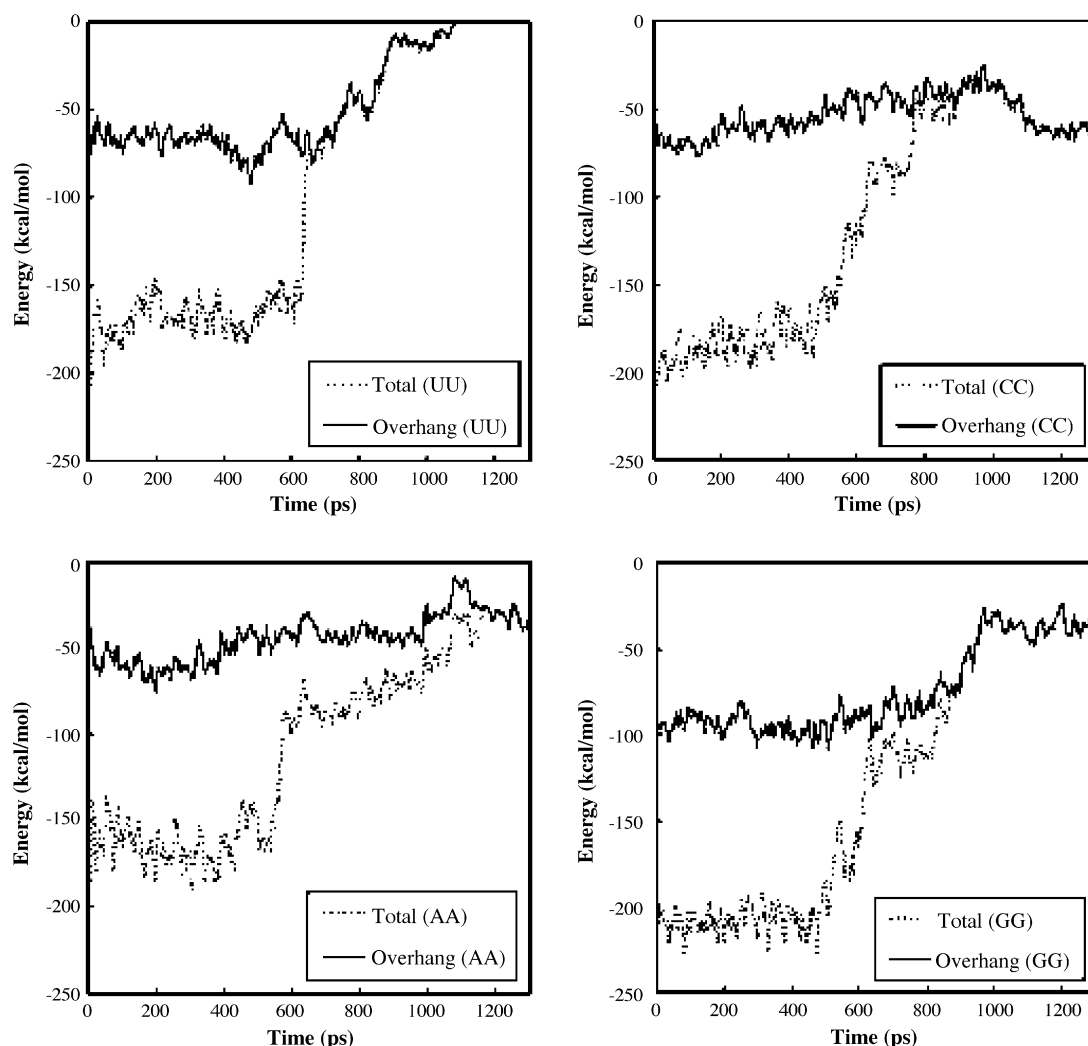 0
-50
-100
-150
-200
-250
Energy (kcal/mol)
Total (UU)
Overhang (UU)
0 200 400 600 800 1000 1200
Time (ps)
0
-50
-100
-150
-200
-250
Energy (kcal/mol)
Total (CC)
Overhang (CC)
0 200 400 600 800 1000 1200
Time (ps)
0
-50
-100
-150
-200
-250
Energy (kcal/mol)
Total (AA)
Overhang (AA)
0 200 400 600 800 1000 1200
Time (ps)
0
-50
-100
-150
-200
-250
Energy (kcal/mol)
Total (GG)
Overhang (GG)
0 200 400 600 800 1000 1200
Time (ps)